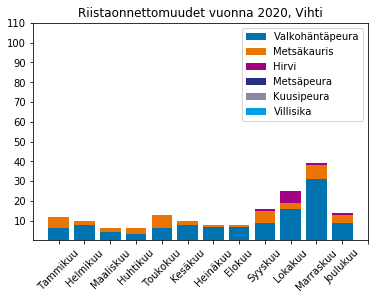 Riistaonnettomuudet vuonna 2020, Vihti
110
100
90
80
70
60
50
40
30
20
10
Valkohäntäpeura
Metsäkauris
Hirvi
Metsäpeura
Kuusipeura
Villisika
Tammikuu
Helmikuu
Maaliskuu
Huhtikuu
Toukokuu
Kesäkuu
Heinäkuu
Elokuu
Syyskuu
Lokakuu
Marraskuu
Joulukuu